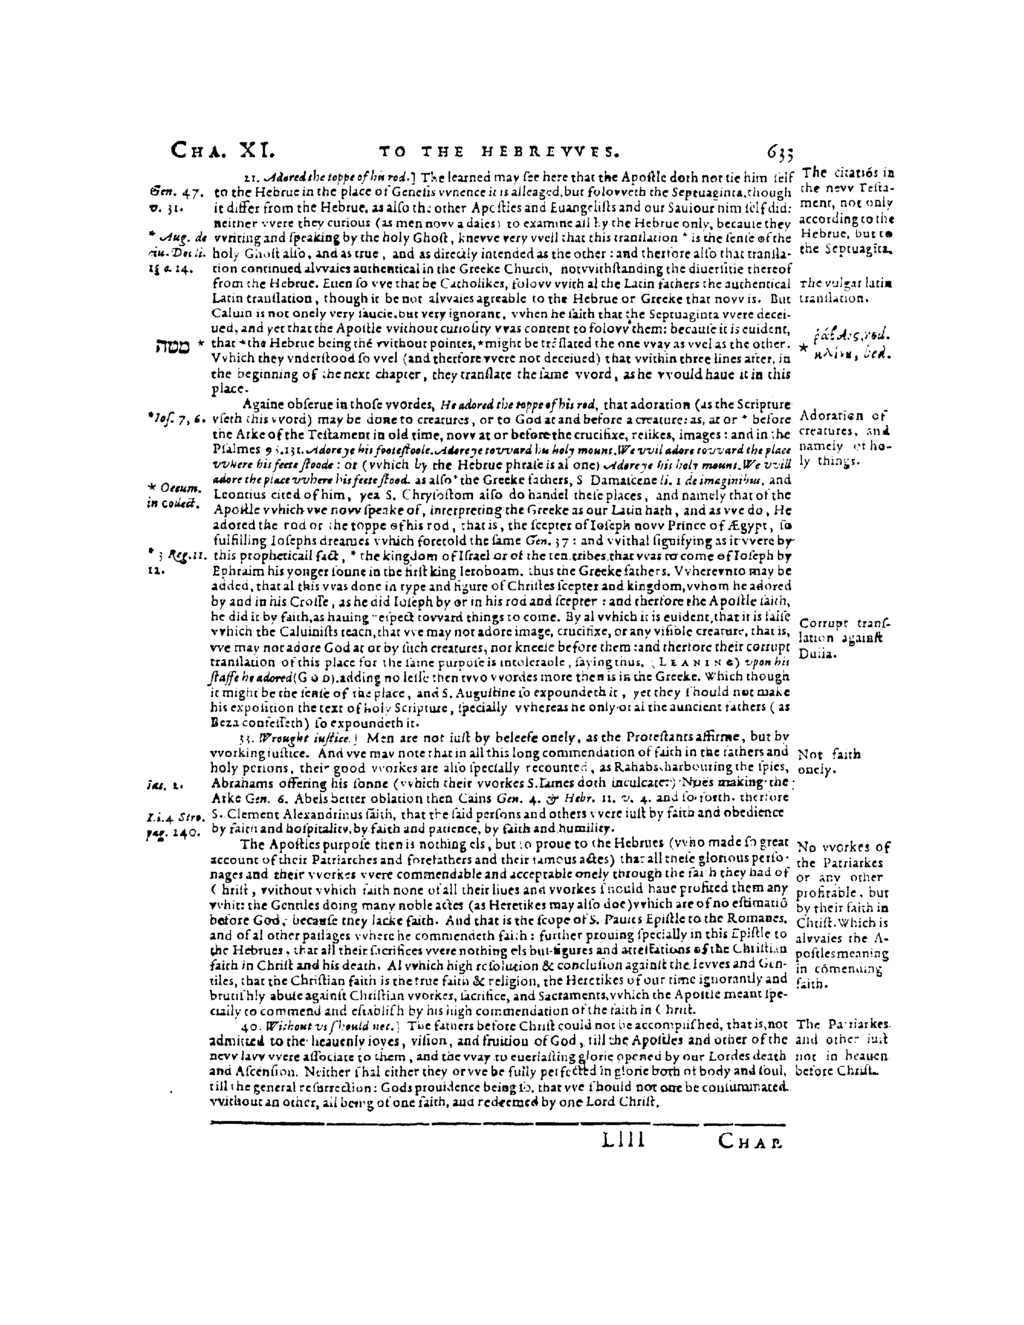 CHA. XI. TO THE HEBREVVES. 633
21. Adored the toppe of his rod.] The learned may see here that the Apostle doth not tie him self
to the Hebrue in the place of Genesis vvhence it is alleaged, but folovveth the Septuaginta, though
it differ from the Hebrue, as also the other Apostles and Euangelists and our Sauiour him self did:
neither vvere they curious (as men novv a daies) to examine all by the Hebrue only, because they
vvriting and speaking by the holy Ghost, knevve very vvell that this translation * is the sense of the
holy Ghost also, and as true, and as directly intended as the other: and therfore also that transla-
tion continued alvvaies authentical in the Greeke Church, notvvithstanding the diuersitie thereof
from the Hebrue. Euen so vve that be Catholikes, folovv vvith al the Latin fathers the authentical
Latin translation, though it be not alvvaies agreable to the Hebrue or Greeke that novv is. But
Caluin is not onely very saucie, but very ignorant, vvhen he saith that the Septuaginta vvere decei-
ued, and yet that the Apostle vvithout curiosity vvas content to folovv them: because it is euident,
that * the Hebrue being thē vvithout pointes, * might be trāslated the one vvay as vvel as the other.
Vvhich they vnderstood so vvel (and therfore vvere not deceiued) that vvithin three lines after, in
the beginning of the next chapter, they translate the same vvord, as he vvould haue it in this
place.
Againe obserue in those vvordes, He adored the toppe of his rod, that adoration (as the Scripture
vseth this vvord) may be done to creatures, or to God at and before a creature: as, at or * before
the Arke of the Testament in old time, novv at or before the crucifixe, relikes, images: and in the
Psalmes 98. 131. Adore ye his footestoole. Adore ye tovvard his holy mount. We vvil adore tovvard the place
vvhere his feete stoode: or (vvhich by the Hebrue phrase is al one) Adore ye his holy mount. We vvill
adore the place vvhere his feete stood. as also * the Greeke fathers, S Damascene li. 1 de imaginibus. and
Leontius cited of him, yea S. Chrysostom also do handel these places, and namely that of the
Apostle vvhich vve novv speake of, interpreting the Greeke as our Latin hath, and as vve do, He
adored the rod or the toppe of his rod, that is, the scepter of Ioseph novv Prince of Ægypt, so
fulfilling Iosephs dreames vvhich foretold the same Gen. 37: and vvithal signifying as it vvere by
this propheticall fact, * the kingdom of Israel or of the ten tribes that vvas to come of Ioseph by
Ephraim his yonger sonne in the first king Ieroboam. thus the Greeke fathers. Vvherevnto may be
added, that al this vvas done in type and figure of Christes scepter and kingdom, vvhom he adored
by and in his Crosse, as he did Ioseph by or in his rod and scepter: and therfore the Apostle saith,
he did it by faith, as hauing respect tovvard things to come. By al vvhich it is euident, that it is false
vvhich the Caluinists teach, that vve may not adore image, crucifixe, or any visible creature, that is,
vve may not adore God at or by such creatures, nor kneele before them: and therfore their corrupt
translation of this place for the same purpose is intolerable, saying thus, (LEANING) vpon his
staffe he adored (GOD). adding no lesse then tvvo vvordes more then is in the Greeke. Which though
it might be the sense of the place, and S. Augustine so expoundeth it, yet they should not make
his exposition the text of holy Scripture, specially vvhereas he only of al the auncient fathers (as
Beza confesseth) so expoundeth it.
33. Wrought iustice.] Men are not iust by beleefe onely, as the Protestants affirme, but by
vvorking iustice. And vve may note that in all this long commendation of faith in the fathers and
holy persons, their good vvorkes are also specially recounted, as Rahabs harbouring the spies,
Abrahams offering his sonne (vvhich their vvorkes S. Iames doth inculcate:) Noes making the
Arke Gen. 6. Abels better oblation then Cains Gen. 4. & Hebr. 11. v. 4. and so forth. therfore
S. Clement Alexandrinus saith, that the said persons and others vvere iust by faith and obedience
by faith and hospitality, by faith and patience, by faith and humility.
The Apostles purpose then is nothing els, but to proue to the Hebrues (vvho made so great
account of their Patriarches and forefathers and their famous actes) that all these glorious perso-
nages and their vvorkes vvere commendable and acceptable onely through the faith they had of
Christ, vvithout vvhich faith none of all their liues and vvorkes should haue profited them any
vvhit: the Gentiles doing many noble actes (as Heretikes may also doe) vvhich are of no estimatiō
before God, because they lacke faith. And that is the scope of S. Paules Epistle to the Romanes,
and of al other passages vvhere he commendeth faith: further prouing specially in this Epistle to
the Hebrues, that all their sacrifices vvere nothing els but figures and attestations of the Christian
faith in Christ and his death. Al vvhich high resolution & conclusion against the Ievves and Gen-
tiles, that the Christian faith is the true faith & religion, the Heretikes of our time ignorantly and
brutishly abuse against Christian vvorkes, sacrifice, and Sacraments, vvhich the Apostle meant spe-
cially to commend and establish by his high commendation of the faith in Christ.
40. Without vs should not.] The fathers before Christ could not be accomplished, that is, not
admitted to the heauenly ioyes, vision, and fruition of God, till the Apostles and other of the
nevv lavv vvere associate to them, and the vvay to euerlasting glorie opened by our Lordes death
and Ascension. Neither shal either they or vve be fully perfected in glorie both of body and soul,
till the general resurrection: Gods prouidence being so, that vve should not one be consummated
vvithout an other, all being of one faith, and redeemed by one Lord Christ.
Llll CHAP.
Gen. 47.
v. 31.
* Aug. de
ciu. Dei li.
18 c. 14.
מטה
* Ios. 7, 6.
* Oecum.
in collect.
* 3 Reg. 11.
12.
Iac. 2.
Li. 4 Stro.
pag. 240.
The citatiōs in
the nevv Testa-
ment, not only
according to the
Hebrue, but to
the Septuaginta.
The vulgar latin
translation.
* ῥάβδος, rod.
κλίνη, bed.
Adoration of
creatures, and
namely of ho-
ly things.
Corrupt trans-
lation against
Dulia.
Not faith
onely.
No vvorkes of
the Patriarkes
or any other
profitable, but
by their faith in
Christ. Which is
alvvaies the A-
postles meaning
in cōmending
faith.
The Patriarkes
and other iust
not in heauen
before Christ.